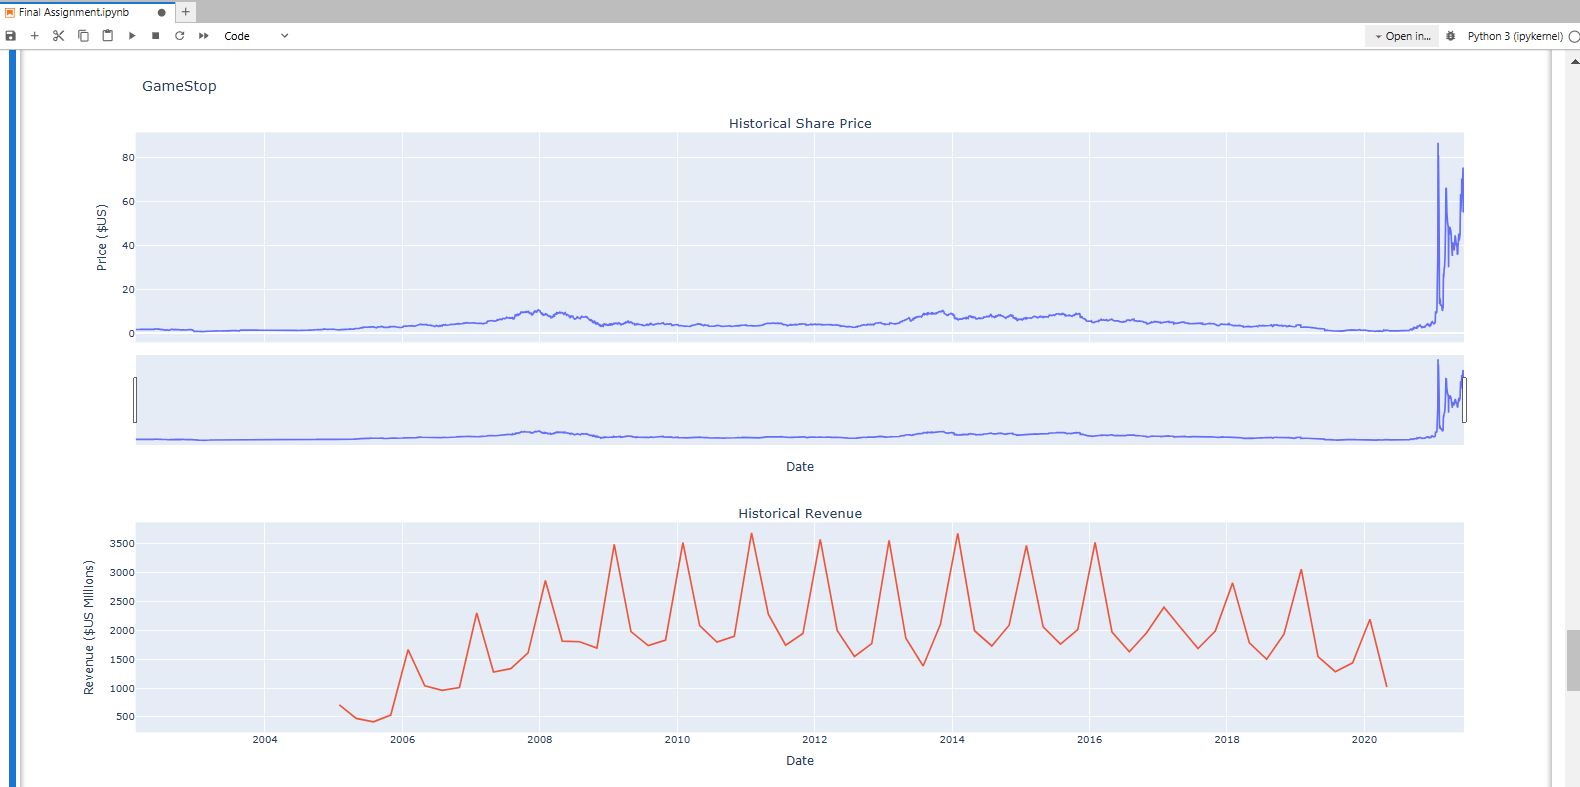 Final Assignment.ipynb
Code
Open in...
Python 3 (ipykernel)
GameStop
Historical Share Price
Price ($US)
80
60
40
20
0
Date
Historical Revenue
Revenue ($US Millions)
3500
3000
2500
2000
1500
1000
500
2004 2006 2008 2010 2012 2014 2016 2018 2020
Date